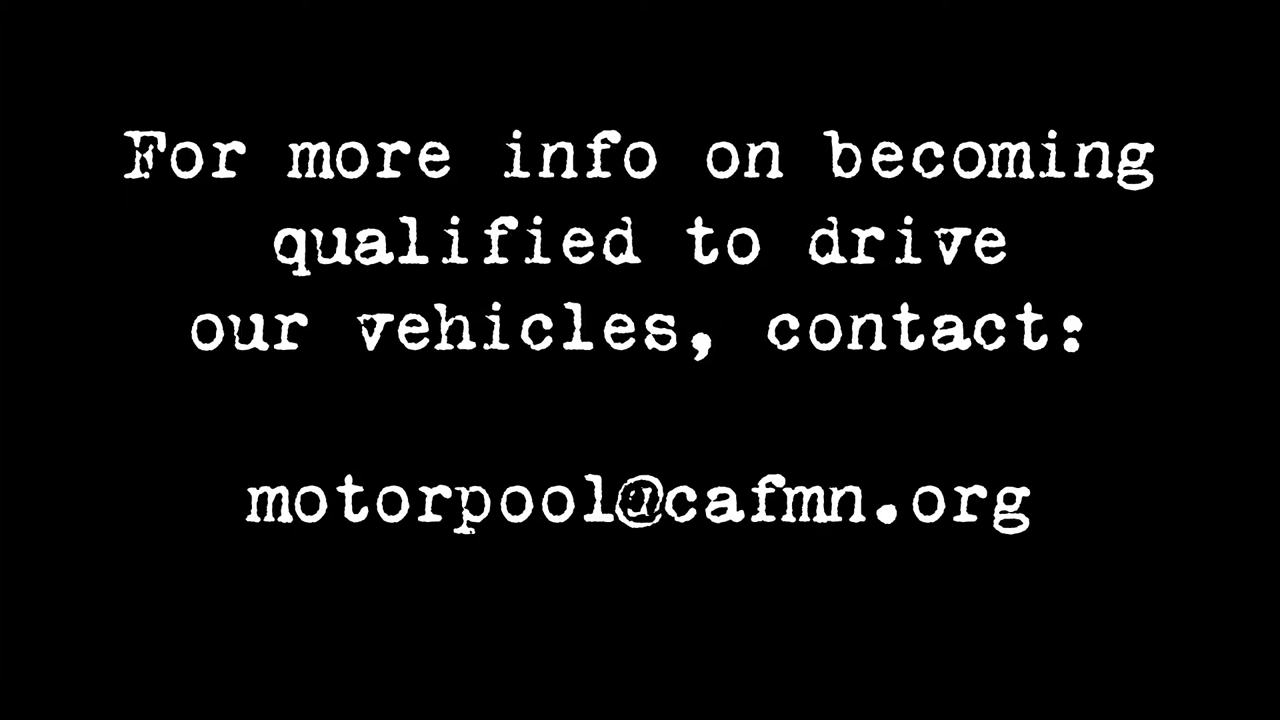 For more info on becoming
qualified to drive
our vehicles, contact:
motorpool@cafmn.org